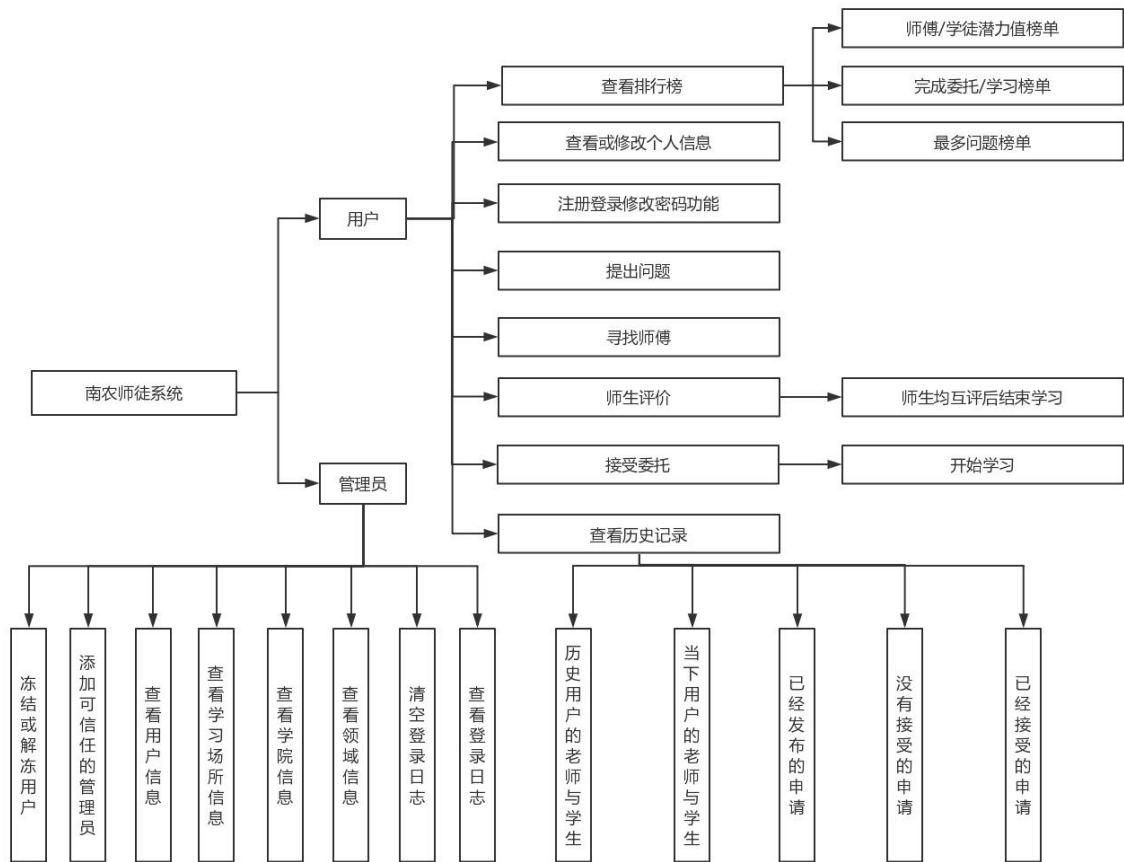 师傅/学徒潜力值榜单
查看排行榜
完成委托/学习榜单
查看或修改个人信息
最多问题榜单
用户
注册登录修改密码功能
提出问题
寻找师傅
南农师徒系统
师生评价
师生均互评后结束学习
管理员
接受委托
开始学习
查看历史记录
冻结或解冻用户
添加可信任的管理员
查看用户信息
查看学习场所信息
查看学院信息
查看领域信息
清空登录日志
查看登录日志
历史用户的老师与学生
当下用户的老师与学生
已经发布的申请
没有接受的申请
已经接受的申请